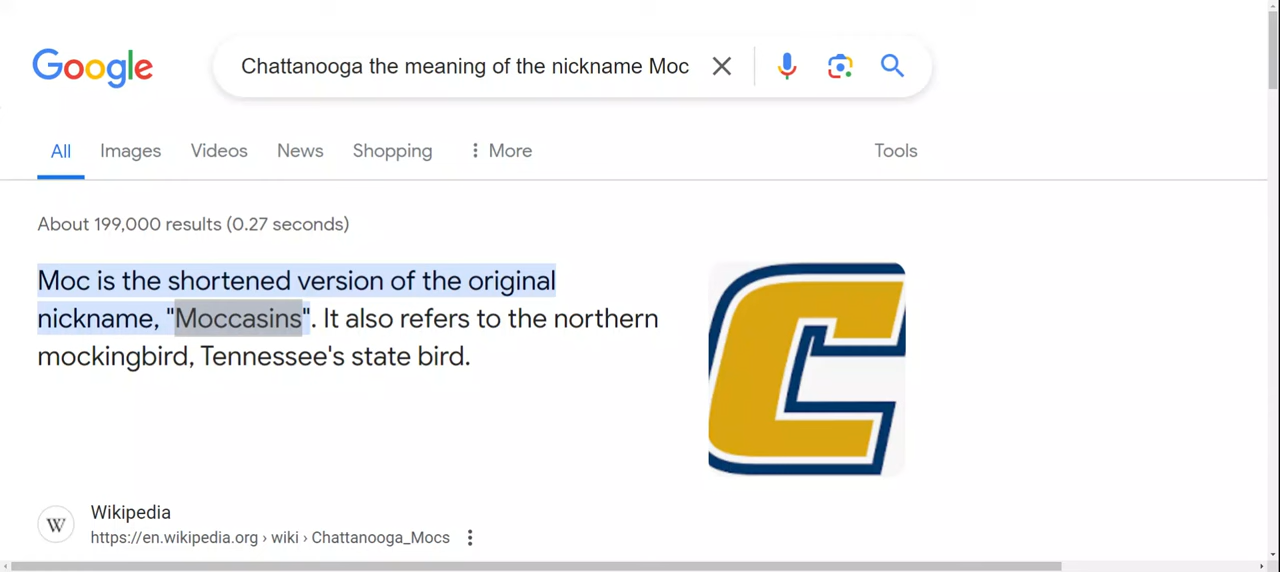 Google
Chattanooga the meaning of the nickname Moc
All Images Videos News Shopping More Tools
About 199,000 results (0.27 seconds)
Moc is the shortened version of the original
nickname, "Moccasins". It also refers to the northern
mockingbird, Tennessee's state bird.
C
W
Wikipedia
https://en.wikipedia.org › wiki › Chattanooga_Mocs